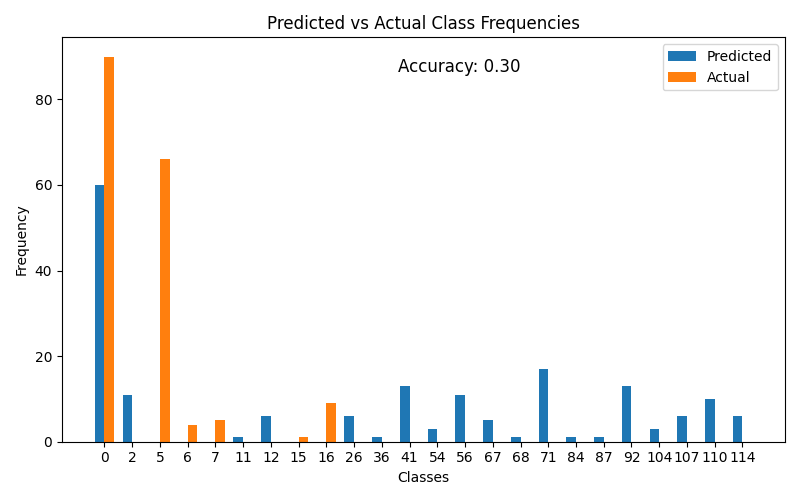 Predicted vs Actual Class Frequencies
Accuracy: 0.30
Predicted
Actual
80
60
40
20
0
Frequency
0 2 5 6 7 11 12 15 16 26 36 41 54 56 67 68 71 84 87 92 104 107 110 114
Classes